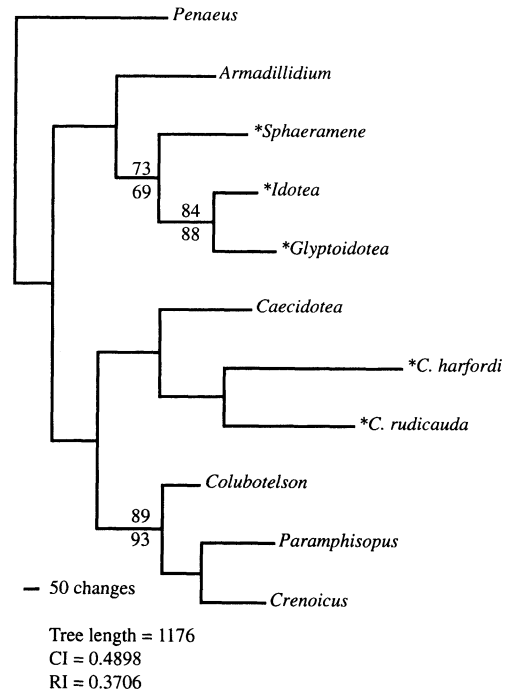 Penaeus
Armadillidium
*Sphaeramene
73
69
*Idotea
84
88
*Glyptoidotea
Caecidotea
*C. harfordi
*C. rudicauda
Colubotelson
89
93
Paramphisopus
Crenoicus
50 changes
Tree length = 1176
CI = 0.4898
RI = 0.3706